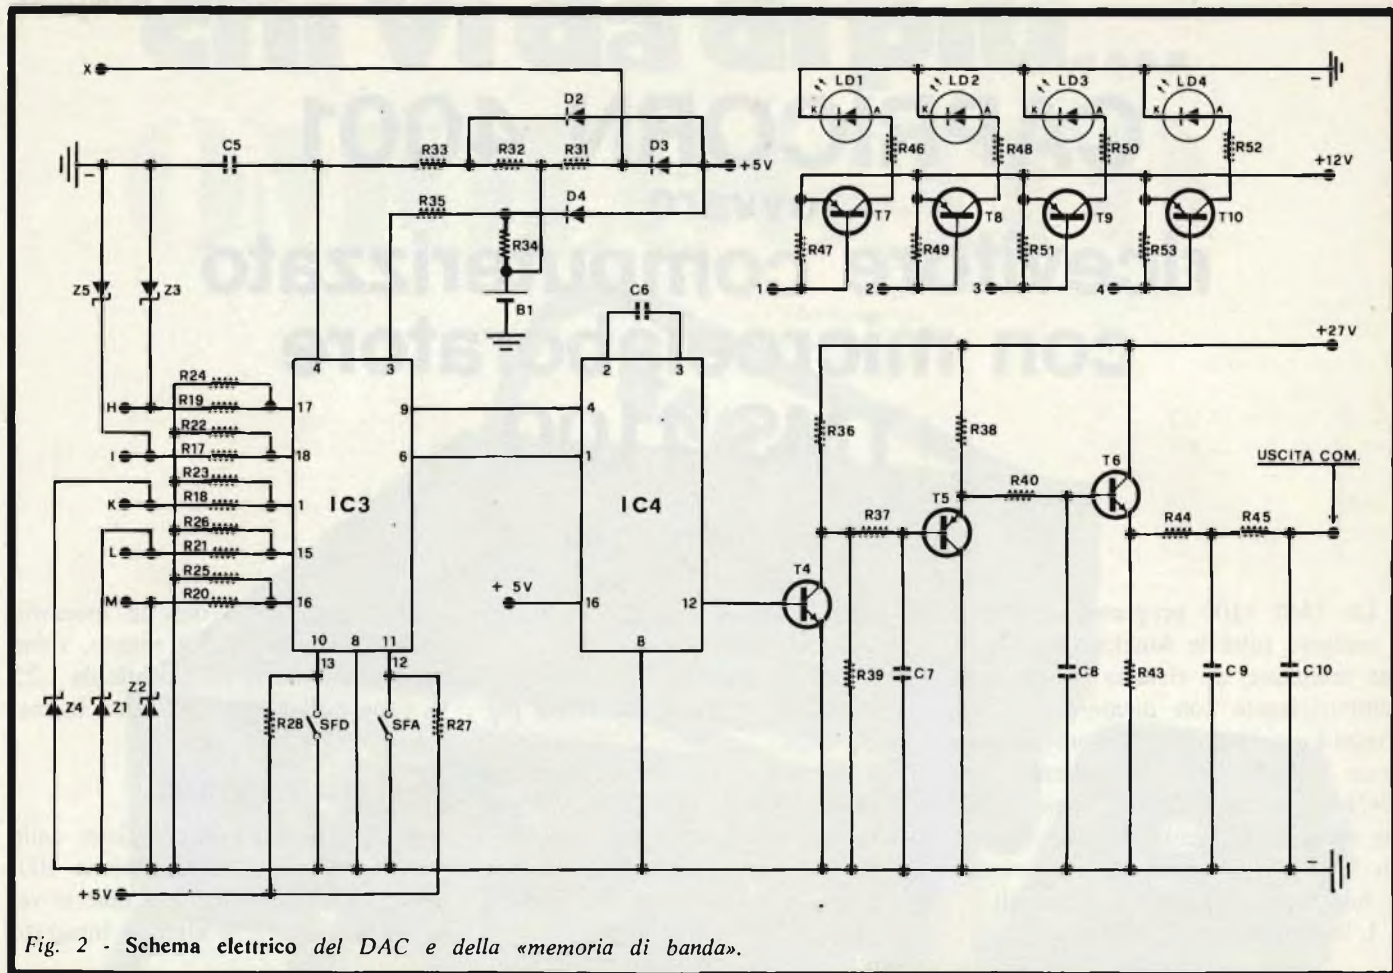 X
LD1 LD2 LD3 LD4
K A K A K A K A
D2
R46 R48 R50 R52
C5 R33 R32 R31 D3 +5V
+12V
R35 D4
T7 T8 T9 T10
R34
R47 R49 R51 R53
Z5 Z3
B1
C6
1 2 3 4
+27V
4 3
2 3
R24
H R19 17
9 4
R36 R38
R22
I R17 18
6 1
T6
USCITA COM.
R23
R40
K R18 1
IC3 IC4
R26
R37 T5
R44 R45
L R21 15
T4
R25
+ 5V
M R20 16
16 12
10 8 11
8
13 12
Z4 Z1 Z2
R28 SFD SFA R27
R39 C7 C8 R43 C9 C10
+5V
Fig. 2 - Schema elettrico del DAC e della «memoria di banda».